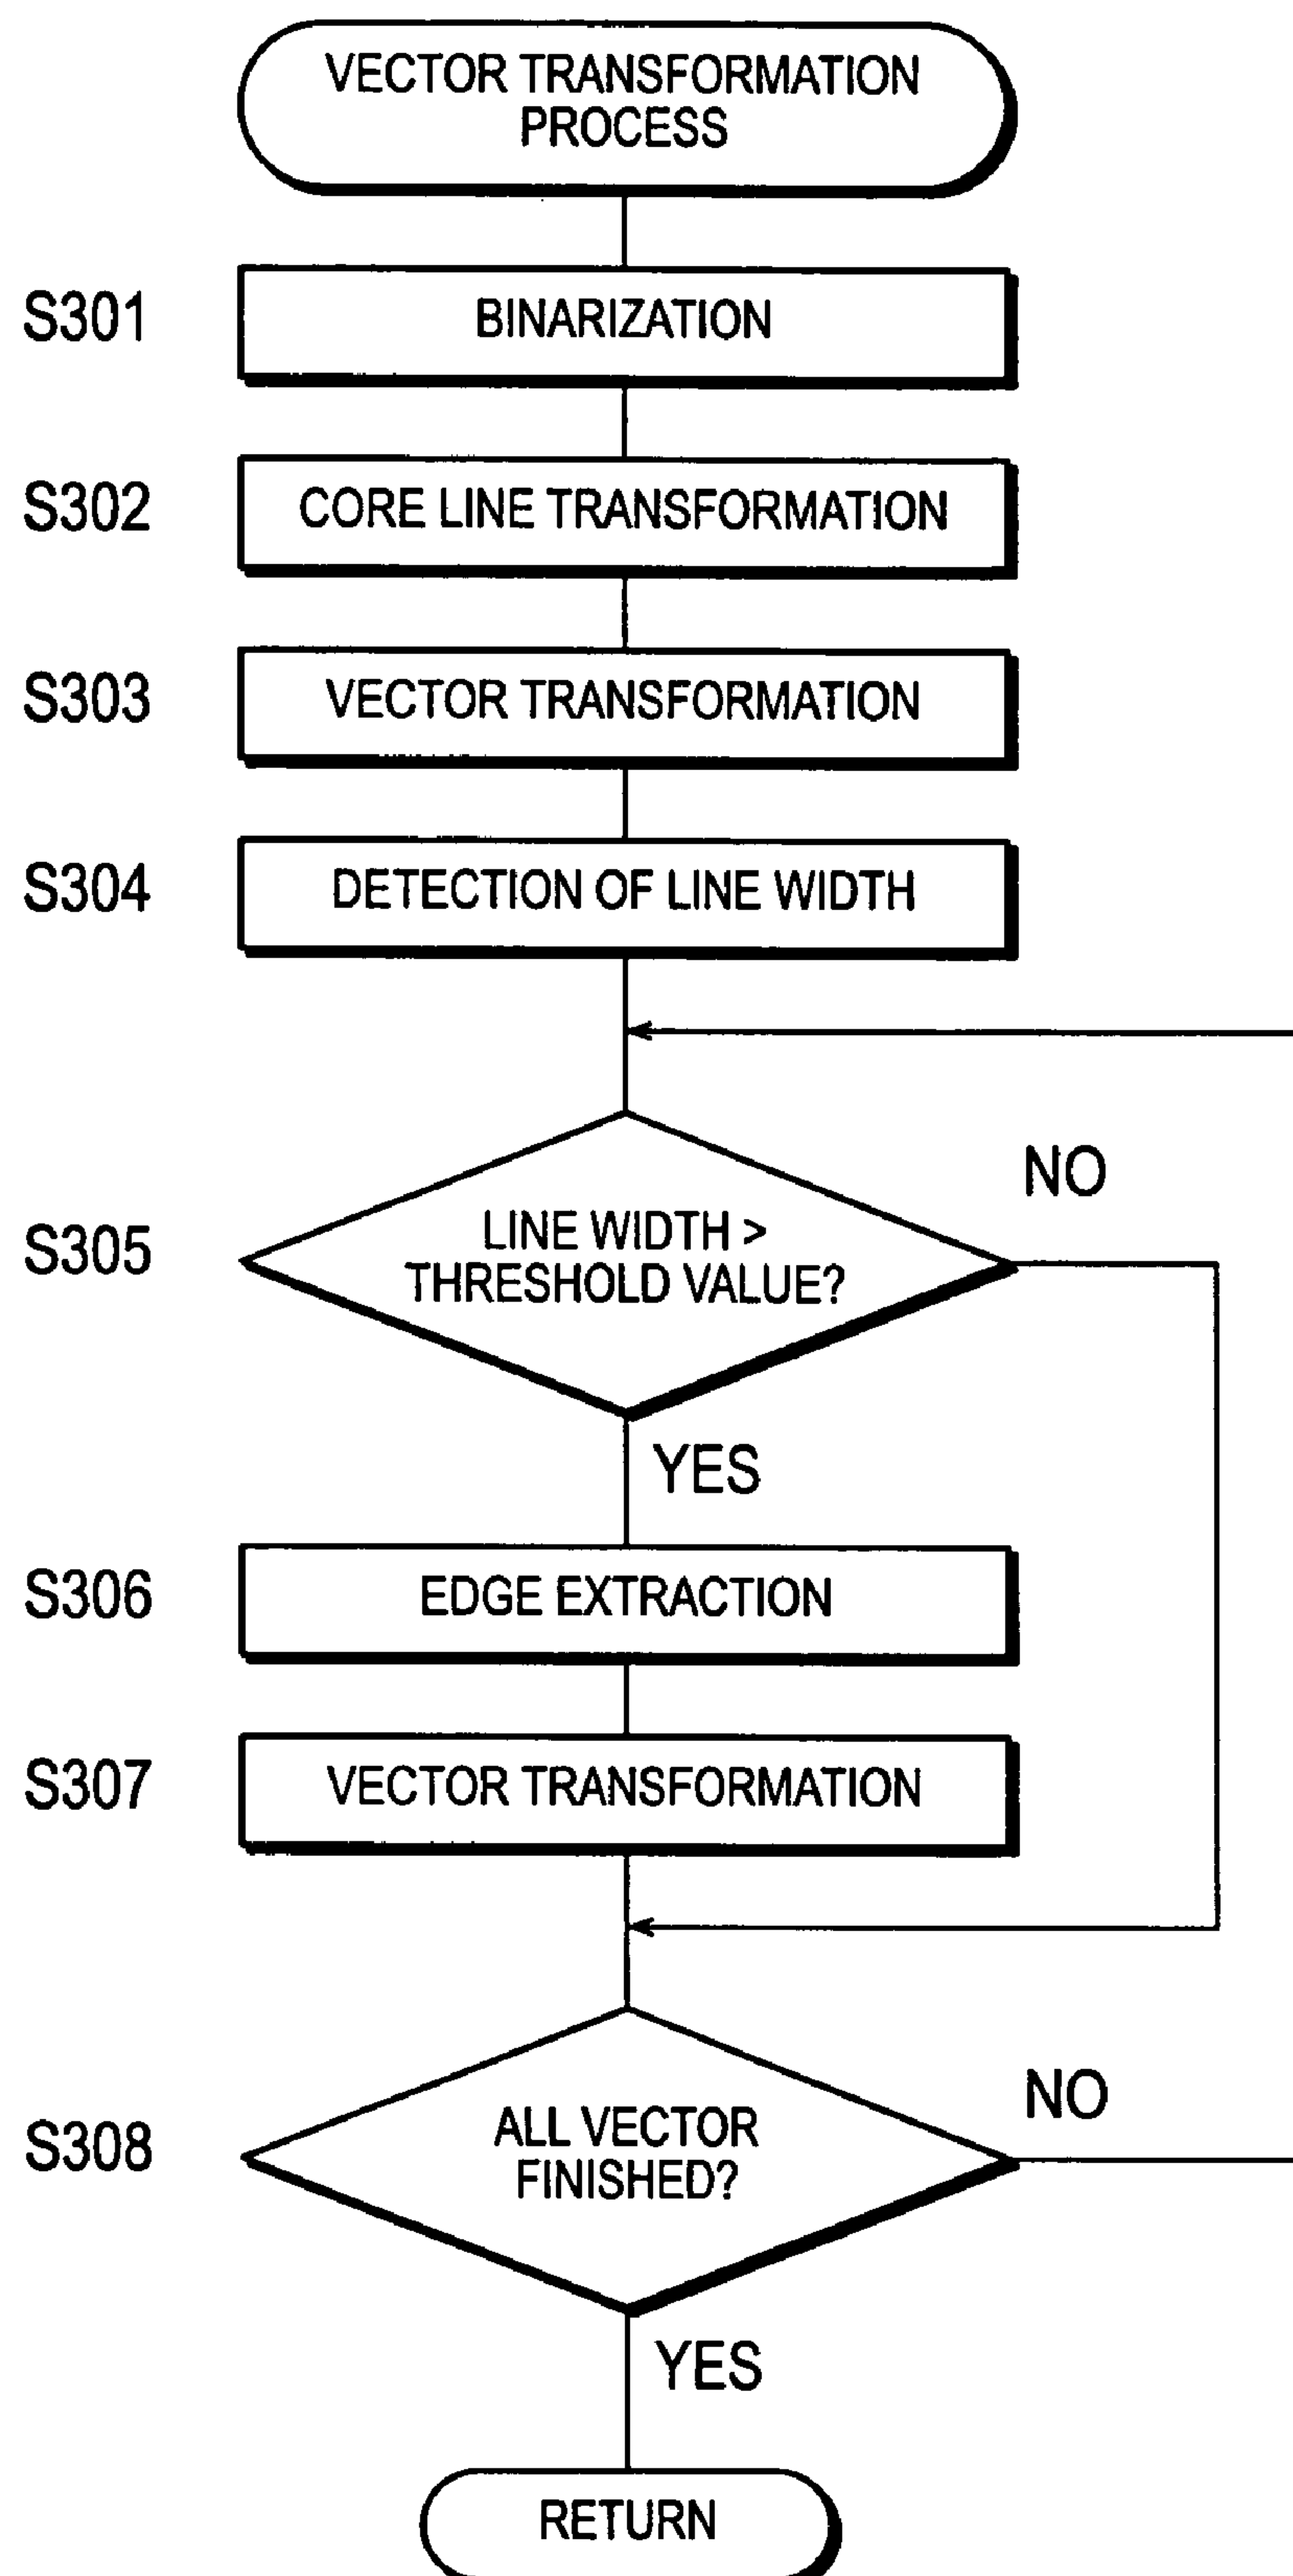 VECTOR TRANSFORMATION
PROCESS
S301
BINARIZATION
S302
CORE LINE TRANSFORMATION
S303
VECTOR TRANSFORMATION
S304
DETECTION OF LINE WIDTH
S305
LINE WIDTH >
THRESHOLD VALUE?
NO
YES
S306
EDGE EXTRACTION
S307
VECTOR TRANSFORMATION
S308
ALL VECTOR
FINISHED?
NO
YES
RETURN